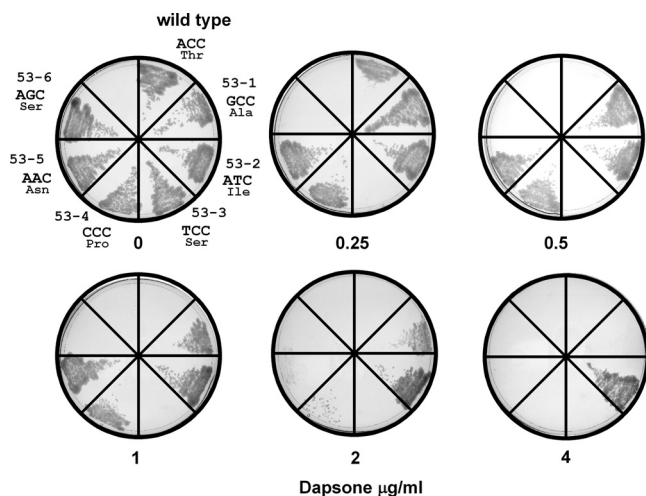 wild type
ACC
Thr
53-6
AGC
Ser
53-1
GCC
Ala
53-5
AAC
Asn
53-2
ATC
Ile
53-4
CCC
Pro
53-3
TCC
Ser
0
0.25
0.5
1
2
4
Dapsone μg/ml